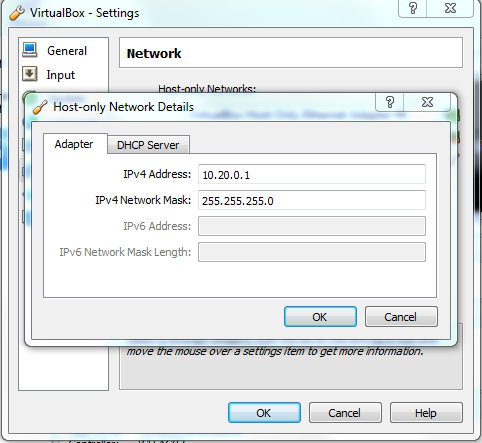 VirtualBox - Settings
General
Input
Network
Host-only Networks:
Host-only Network Details
Adapter
DHCP Server
IPv4 Address: 10.20.0.1
IPv4 Network Mask: 255.255.255.0
IPv6 Address:
IPv6 Network Mask Length:
OK
Cancel
move the mouse over a settings item to get more information.
OK
Cancel
Help